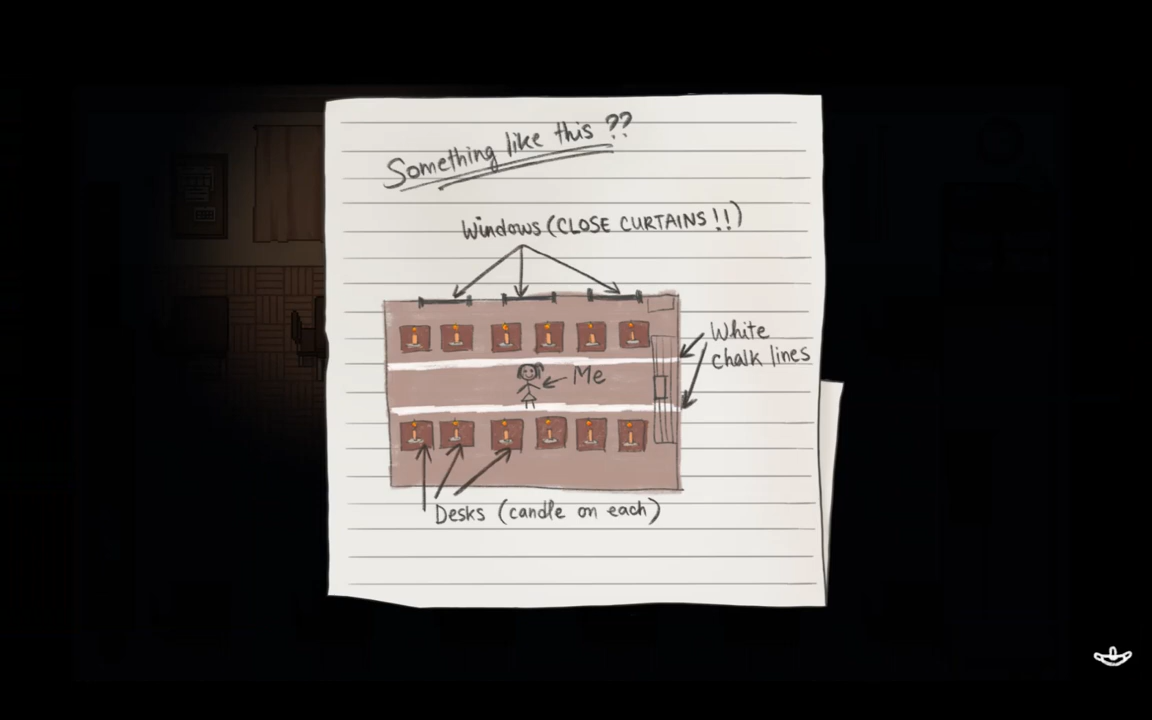 Something like this ??
Windows (CLOSE CURTAINS !!)
White
chalk lines
Me
Desks (candle on each)